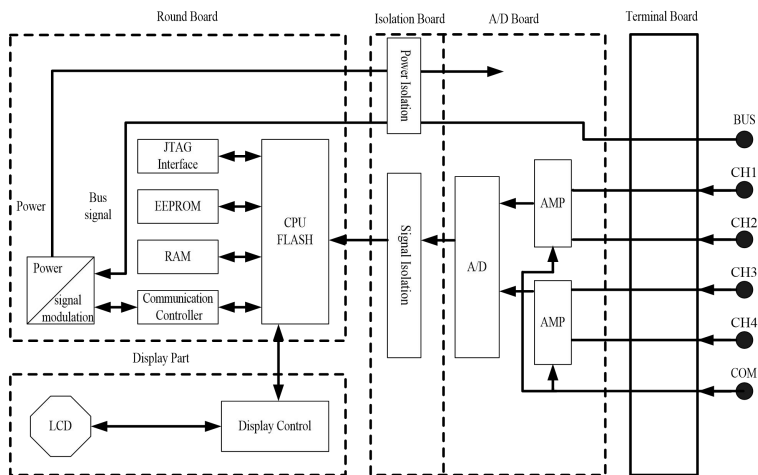 Round Board
Isolation Board
A/D Board
Terminal Board
Power Isolation
BUS
JTAG
Interface
CH1
Power
Bus
signal
EEPROM
CPU
FLASH
Signal Isolation
A/D
AMP
CH2
RAM
Power
signal
modulation
Communication
Controller
CH3
AMP
CH4
Display Part
COM
LCD
Display Control